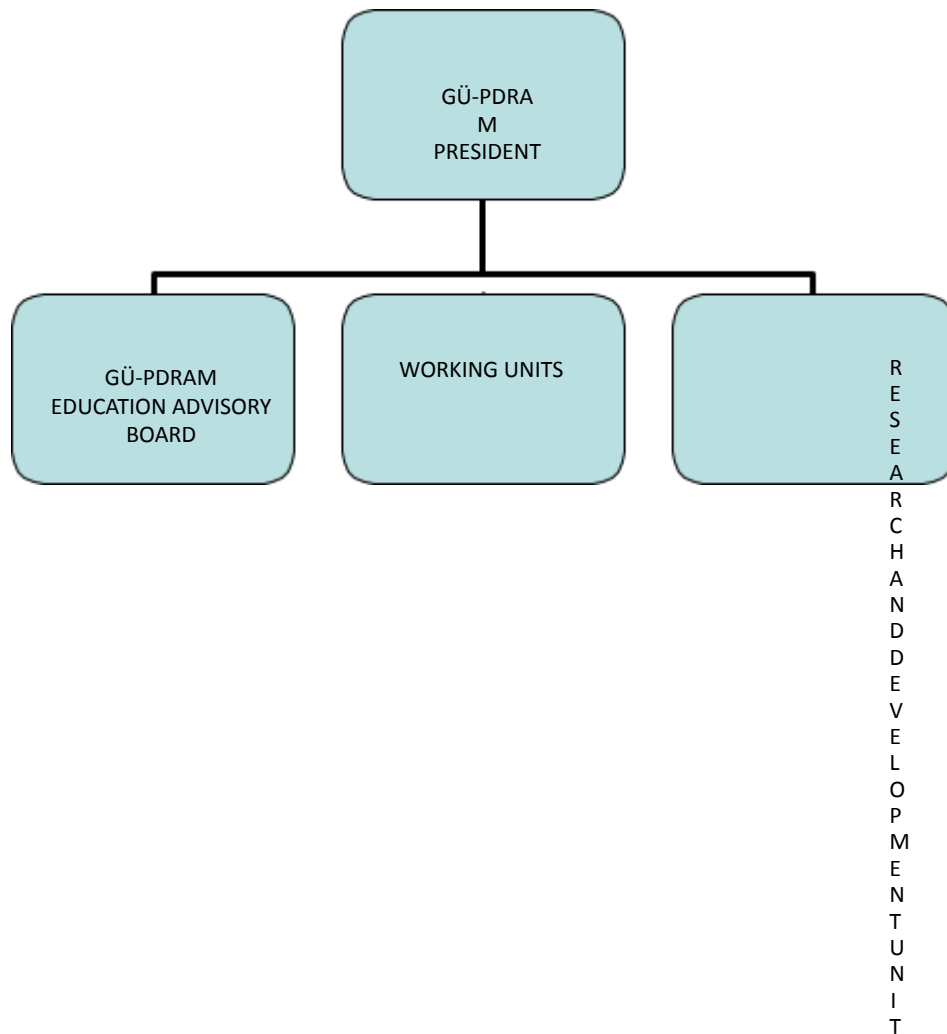 GÜ-PDRA
M
PRESIDENT
GÜ-PDRAM
EDUCATION ADVISORY
BOARD
WORKING UNITS
R
E
S
E
A
R
C
H
A
N
D
D
E
V
E
L
O
P
M
E
N
T
U
N
I
T